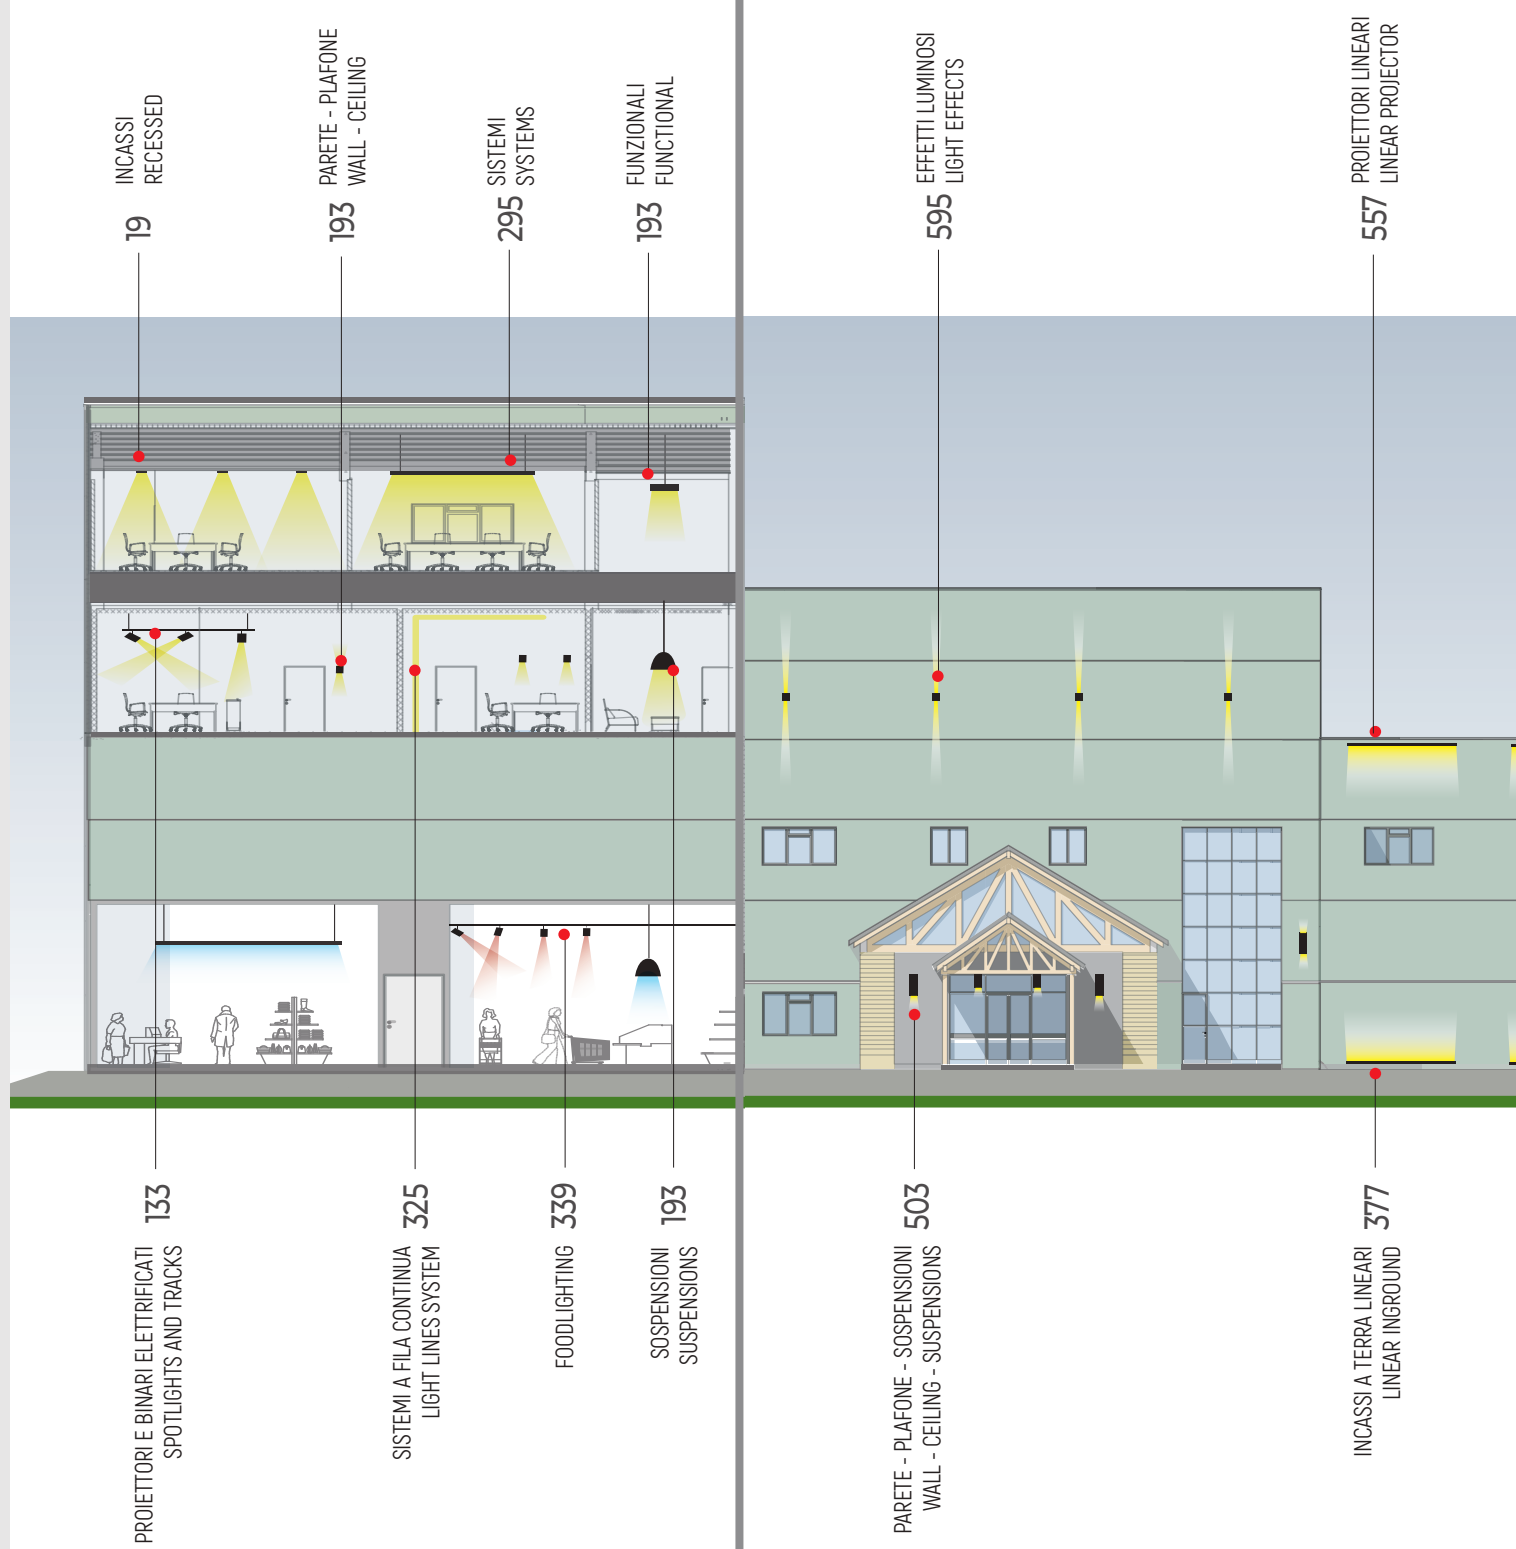 19
INCASSI
RECESSED
193
PARETE - PLAFONE
WALL - CEILING
295
SISTEMI
SYSTEMS
193
FUNZIONALI
FUNCTIONAL
595
EFFETTI LUMINOSI
LIGHT EFFECTS
557
PROIETTORI LINEARI
LINEAR PROJECTOR
133
PROIETTORI E BINARI ELETTRIFICATI
SPOTLIGHTS AND TRACKS
325
SISTEMI A FILA CONTINUA
LIGHT LINES SYSTEM
339
FOODLIGHTING
193
SOSPENSIONI
SUSPENSIONS
503
PARETE - PLAFONE - SOSPENSIONI
WALL - CEILING - SUSPENSIONS
377
INCASSI A TERRA LINEARI
LINEAR INGROUND